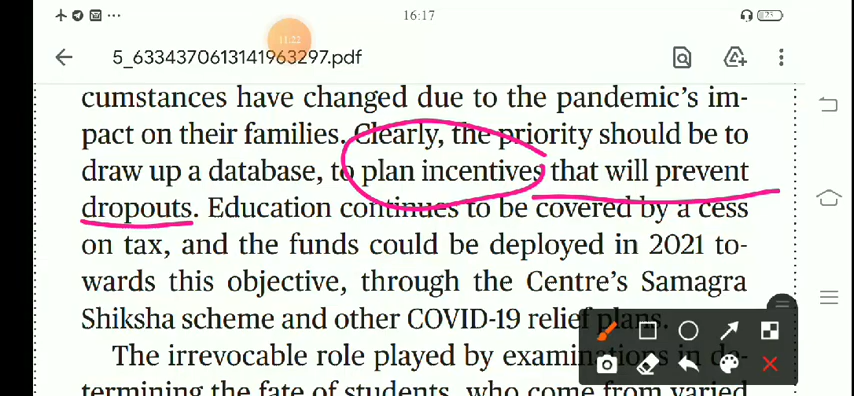 16:17
25
11:22
5_6334370613141963297.pdf
cumstances have changed due to the pandemic's im-
pact on their families. Clearly, the priority should be to
draw up a database, to plan incentives that will prevent
dropouts. Education continues to be covered by a cess
on tax, and the funds could be deployed in 2021 to-
wards this objective, through the Centre's Samagra
Shiksha scheme and other COVID-19 relief plans.
The irrevocable role played by examinations in de-
termining the fate of students, who come from varied